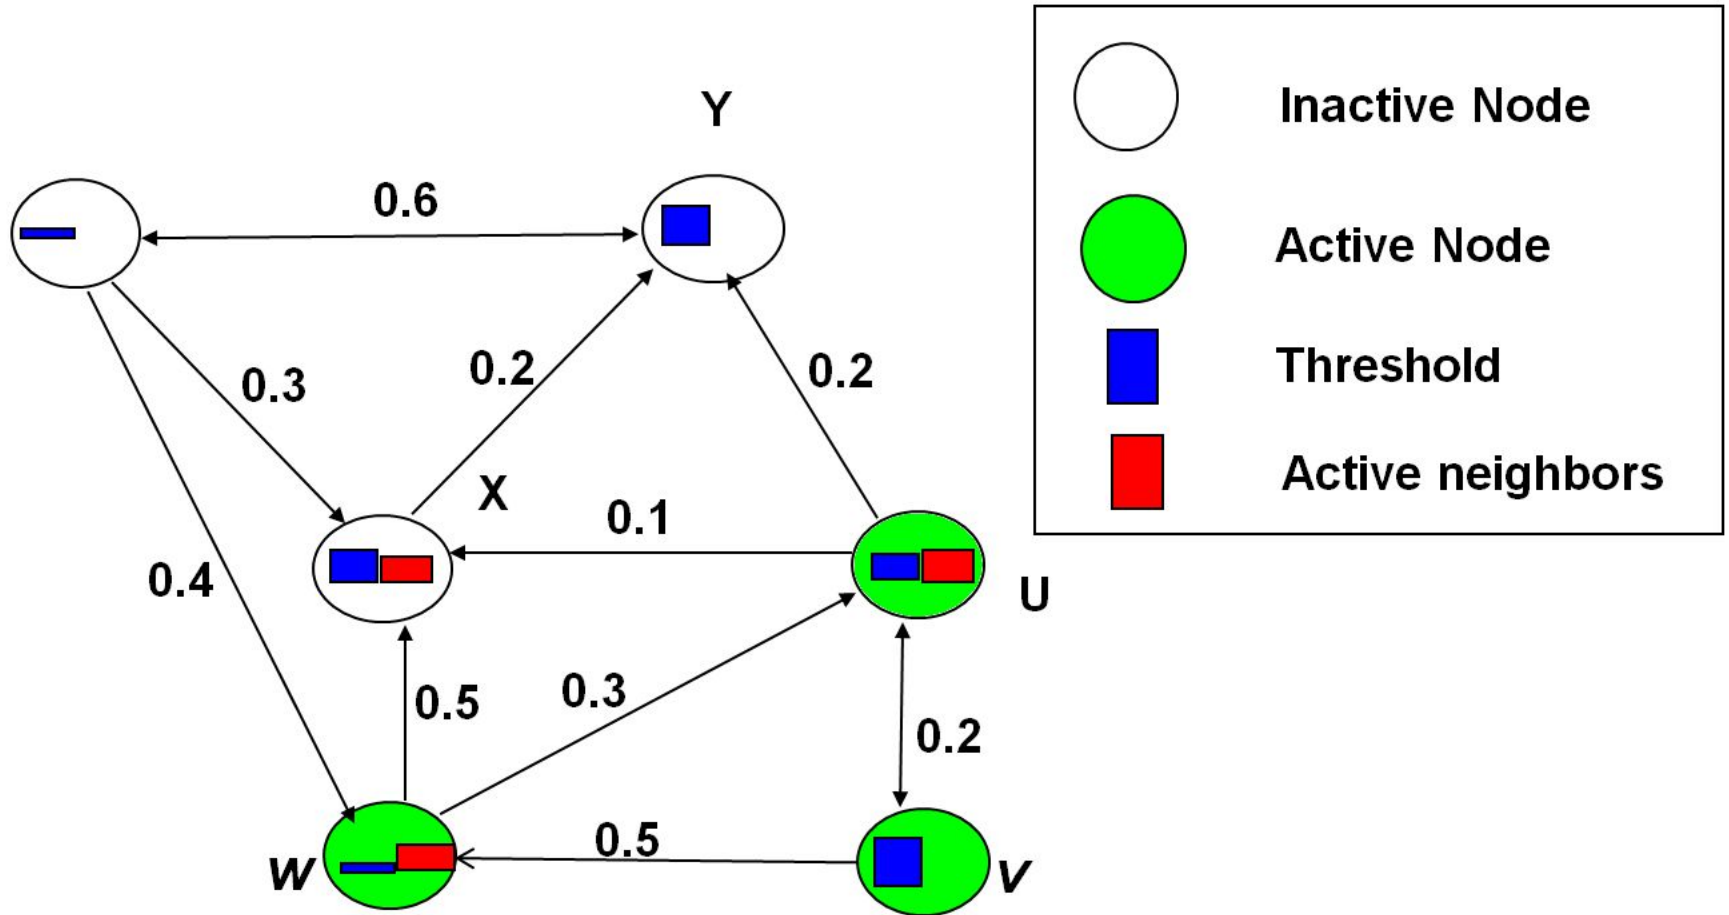 Y
0.6
0.3
0.2
0.2
X
0.1
0.4
U
0.5
0.3
0.2
0.5
W
V
Inactive Node
Active Node
Threshold
Active neighbors